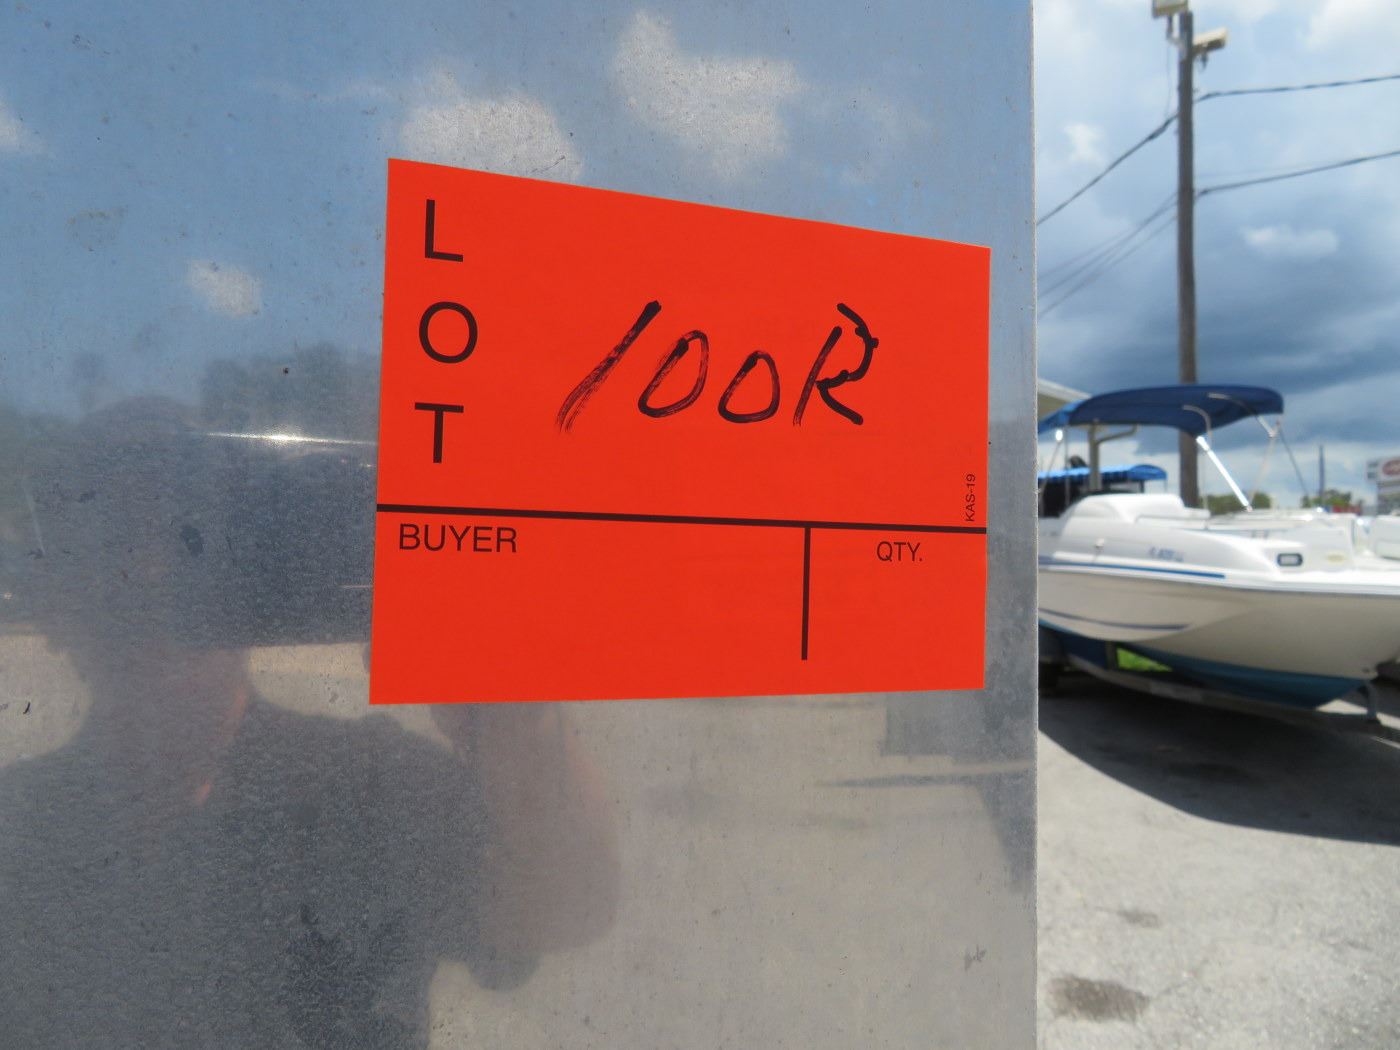 LOT
100R
KAS-19
BUYER
QTY.